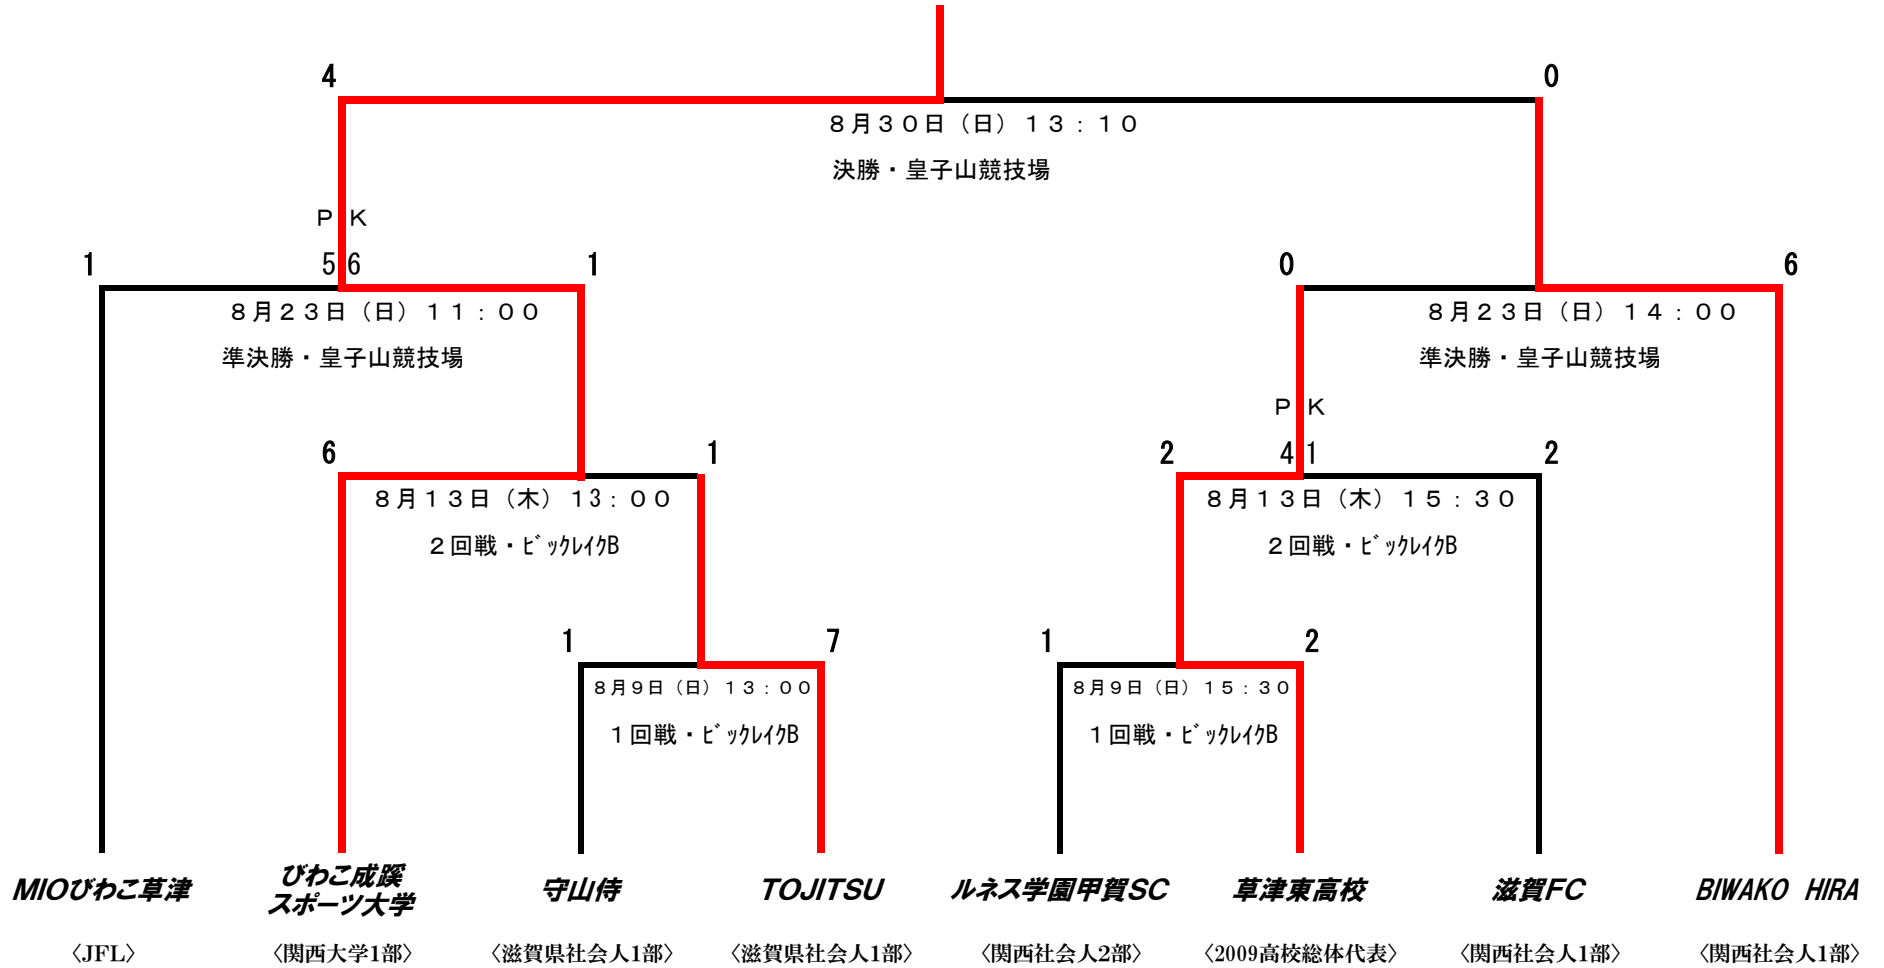 4 0
８月３０日（日）１３：１０
決勝・皇子山競技場
ＰＫ
1 5 6 1 0 6
８月２３日（日）１１：００ ８月２３日（日）１４：００
準決勝・皇子山競技場 準決勝・皇子山競技場
ＰＫ
6 1 2 4 1 2
８月１３日（木）１３：００ ８月１３日（木）１５：３０
２回戦・ﾋﾞｯｸﾚｲｸB ２回戦・ﾋﾞｯｸﾚｲｸB
1 7 1 2
８月９日（日）１３：００ ８月９日（日）１５：３０
１回戦・ﾋﾞｯｸﾚｲｸB １回戦・ﾋﾞｯｸﾚｲｸB
MIOびわこ草津 びわこ成蹊 守山侍 TOJITSU ルネス学園甲賀SC 草津東高校 滋賀FC BIWAKO HIRA
スポーツ大学
〈JFL〉 〈関西大学1部〉 〈滋賀県社会人1部〉 〈滋賀県社会人1部〉 〈関西社会人2部〉 〈2009高校総体代表〉 〈関西社会人1部〉 〈関西社会人1部〉